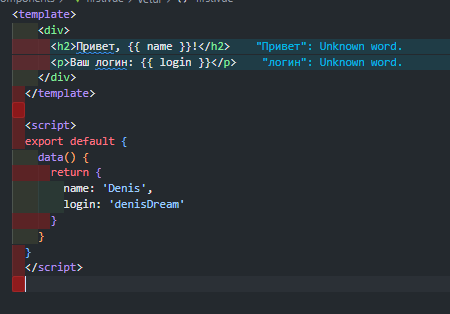 <template>
<div>
<h2>Привет, {{ name }}!</h2> "Привет": Unknown word.
<p>Ваш логин: {{ login }}</p> "логин": Unknown word.
</div>
</template>
<script>
export default {
data() {
return {
name: 'Denis',
login: 'denisDream'
}
}
}
</script>